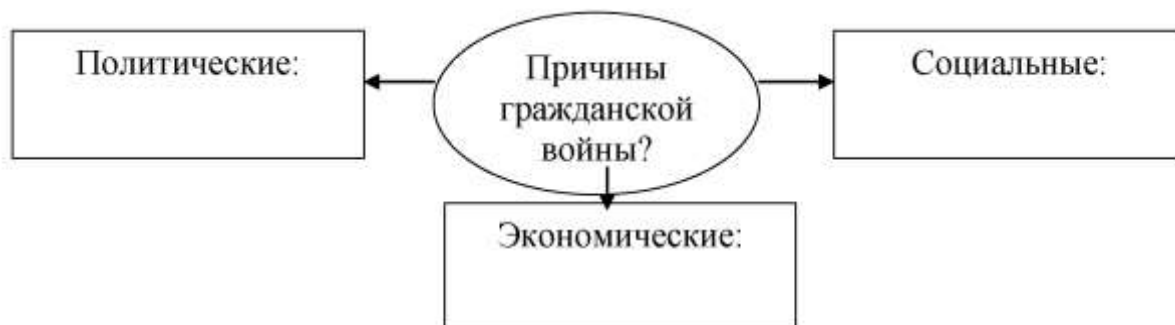 Политические:
Причины
гражданской
войны?
Социальные:
Экономические: